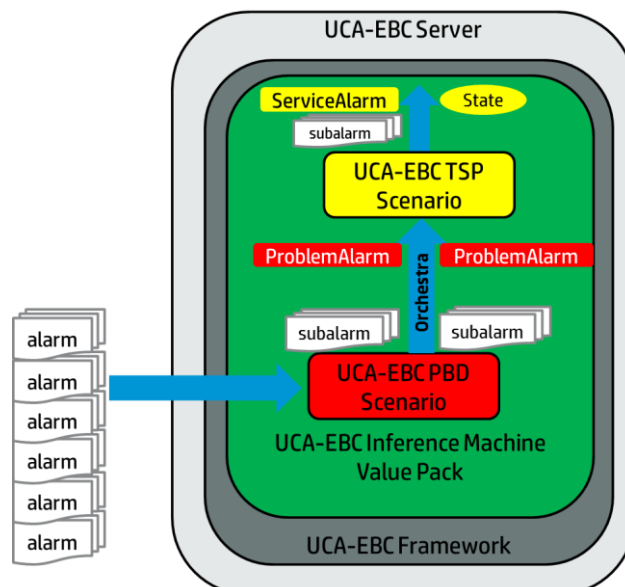 UCA-EBC Server
ServiceAlarm
State
subalarm
UCA-EBC TSP
Scenario
ProblemAlarm
ProblemAlarm
Orchestra
subalarm
subalarm
alarm
alarm
alarm
alarm
alarm
alarm
UCA-EBC PBD
Scenario
UCA-EBC Inference Machine
Value Pack
UCA-EBC Framework